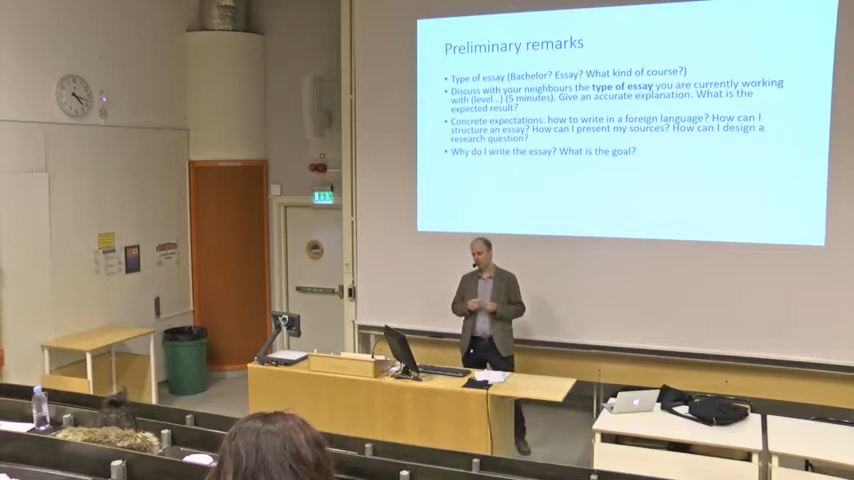 Preliminary remarks
• Type of essay (Bachelor? Essay? What kind of course?)
• Discuss with your neighbours the type of essay you are currently working
with (level...) (5 minutes). Give an accurate explanation. What is the
expected result?
• Concrete expectations: how to write in a foreign language? How can I
structure an essay? How can I present my sources? How can I design a
research question?
• Why do I write the essay? What is the goal?